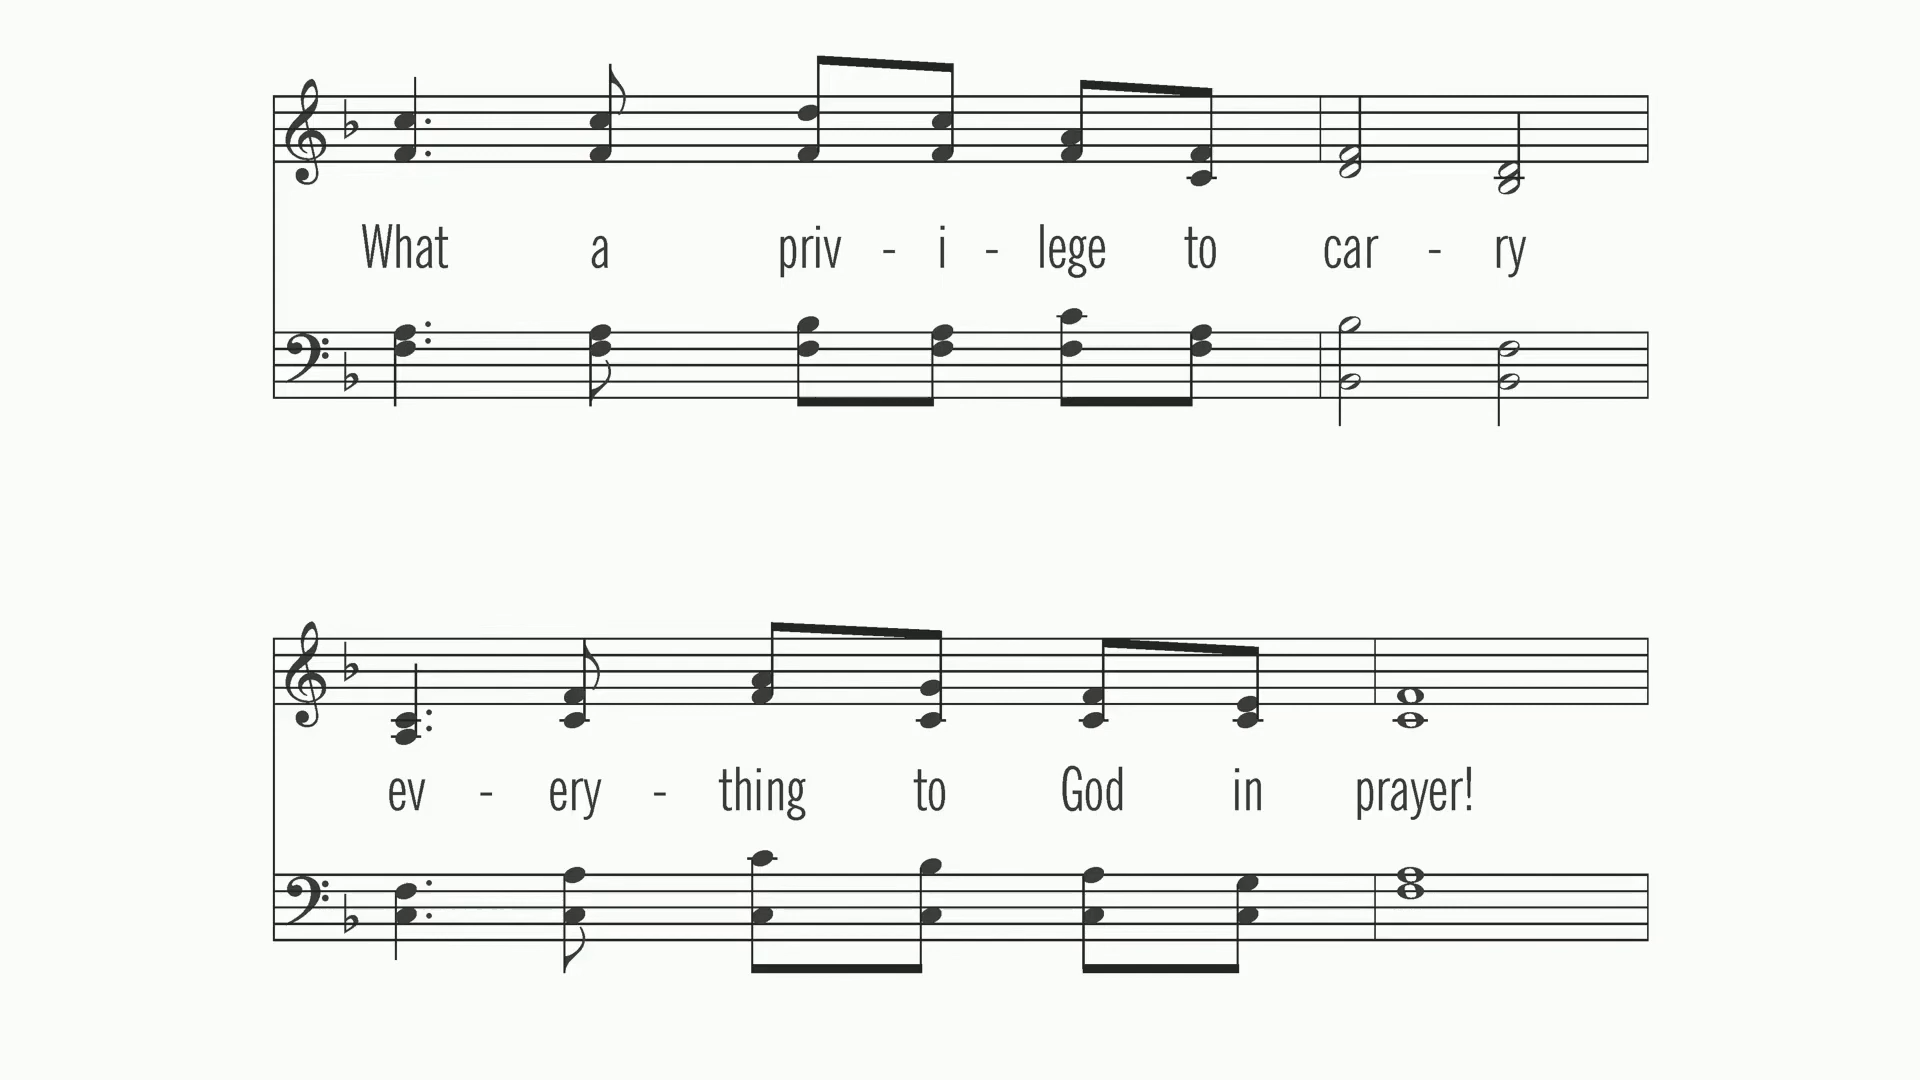 What a priv - i - lege to car - ry
ev - ery - thing to God in prayer!